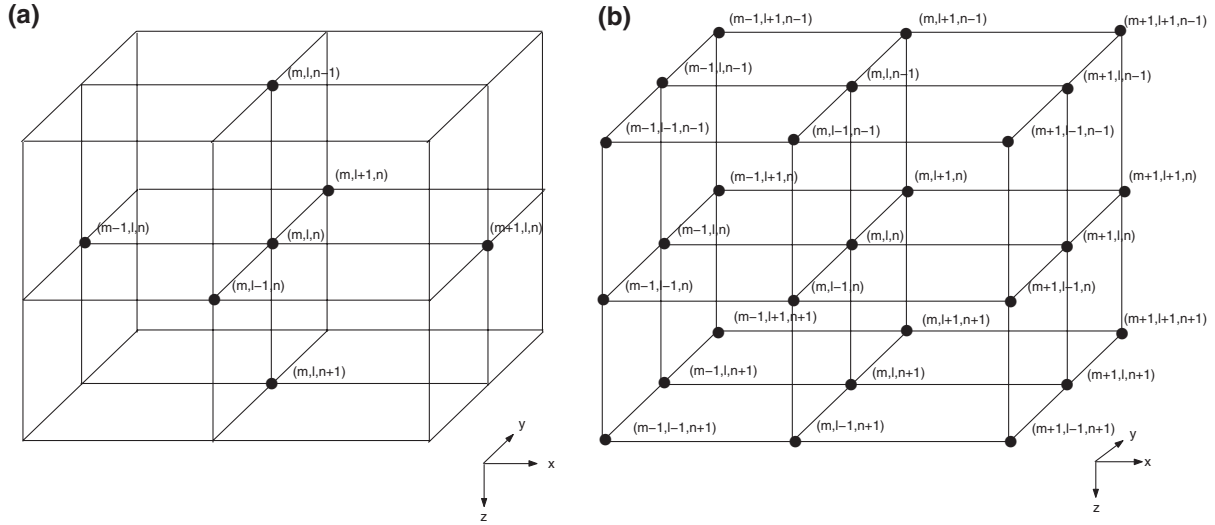 (a)
(m,l,n−1)
(m,l+1,n)
(m−1,l,n)
(m,l,n)
(m+1,l,n)
(m,l−1,n)
(m,l,n+1)
y
x
z
(b)
(m−1,l+1,n−1)
(m,l+1,n−1)
(m+1,l+1,n−1)
(m−1,l,n−1)
(m,l,n−1)
(m+1,l,n−1)
(m−1,l−1,n−1)
(m,l−1,n−1)
(m+1,l−1,n−1)
(m−1,l+1,n)
(m,l+1,n)
(m+1,l+1,n)
(m−1,l,n)
(m,l,n)
(m+1,l,n)
(m−1,l−1,n)
(m,l−1,n)
(m+1,l−1,n)
(m−1,l+1,n+1)
(m,l+1,n+1)
(m+1,l+1,n+1)
(m−1,l,n+1)
(m,l,n+1)
(m+1,l,n+1)
(m−1,l−1,n+1)
(m,l−1,n+1)
(m+1,l−1,n+1)
y
x
z